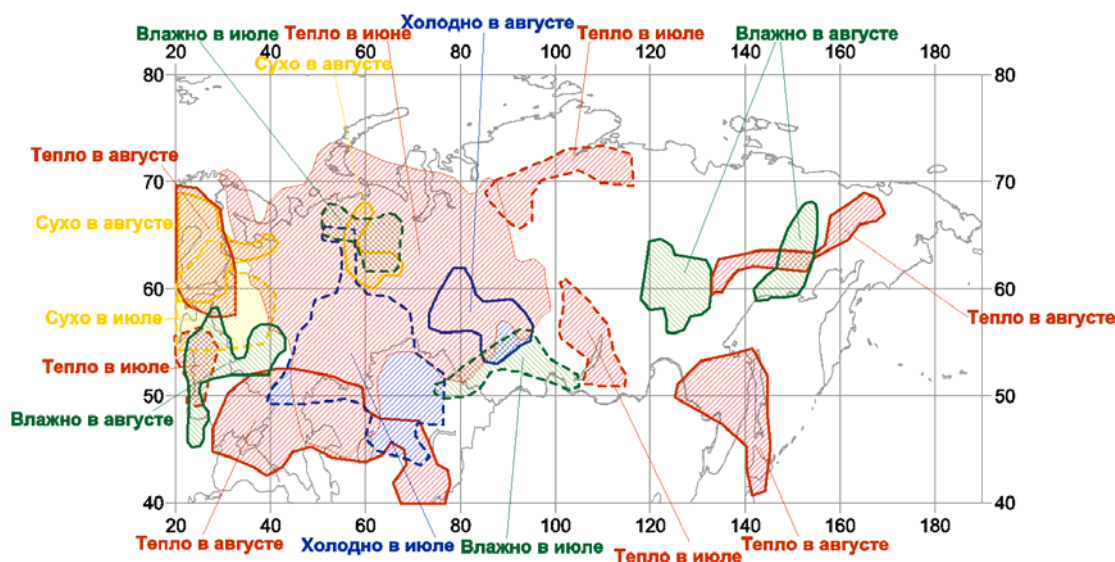 Холодно в августе
Влажно в июле
Тепло в июне
Тепло в июле
Влажно в августе
20 40 60 80 100 120 140 160 180
Сухо в августе
80 80
Тепло в августе
70 70
Сухо в августе
60 60
Сухо в июле
Тепло в августе
Тепло в июле
50 50
Влажно в августе
40 40
20 40 60 80 100 120 140 160 180
Тепло в августе
Холодно в июле
Влажно в июле
Тепло в июле
Тепло в августе